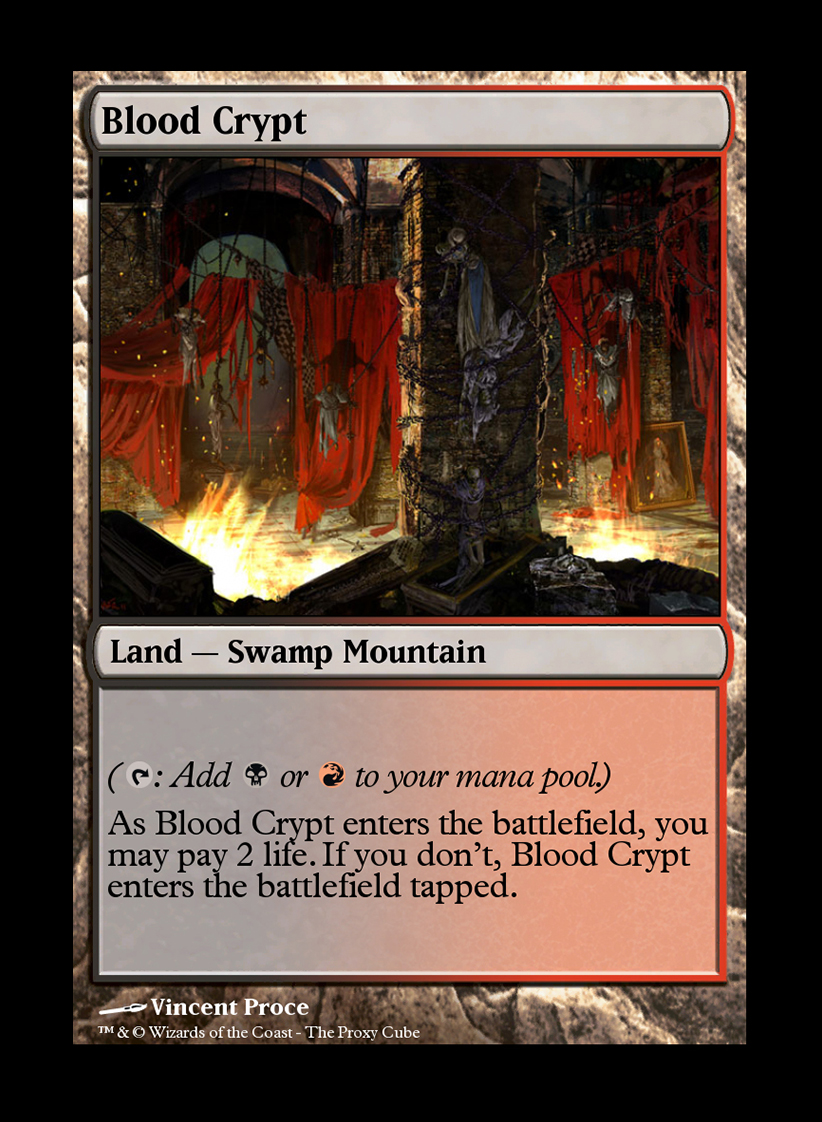 Blood Crypt
Land — Swamp Mountain
( : Add or to your mana pool.)
As Blood Crypt enters the battlefield, you
may pay 2 life. If you don't, Blood Crypt
enters the battlefield tapped.
Vincent Proce
™ & © Wizards of the Coast - The Proxy Cube